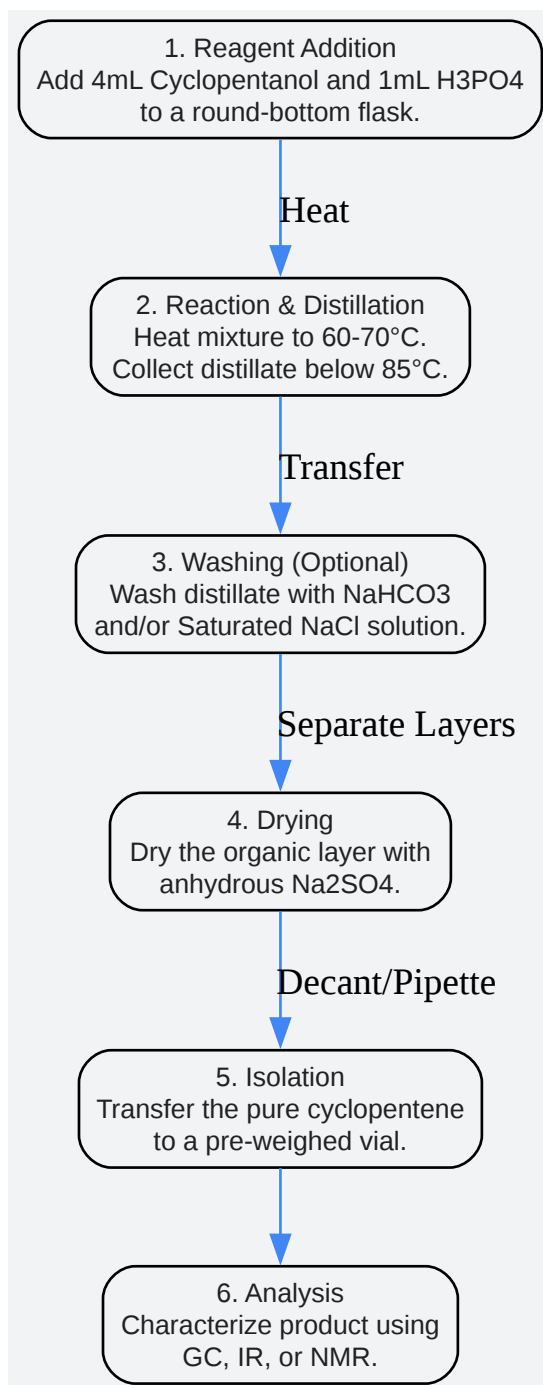 1. Reagent Addition
Add 4mL Cyclopentanol and 1mL H3PO4
to a round-bottom flask.
Heat
2. Reaction & Distillation
Heat mixture to 60-70°C.
Collect distillate below 85°C.
Transfer
3. Washing (Optional)
Wash distillate with NaHCO3
and/or Saturated NaCl solution.
Separate Layers
4. Drying
Dry the organic layer with
anhydrous Na2SO4.
Decant/Pipette
5. Isolation
Transfer the pure cyclopentene
to a pre-weighed vial.
6. Analysis
Characterize product using
GC, IR, or NMR.